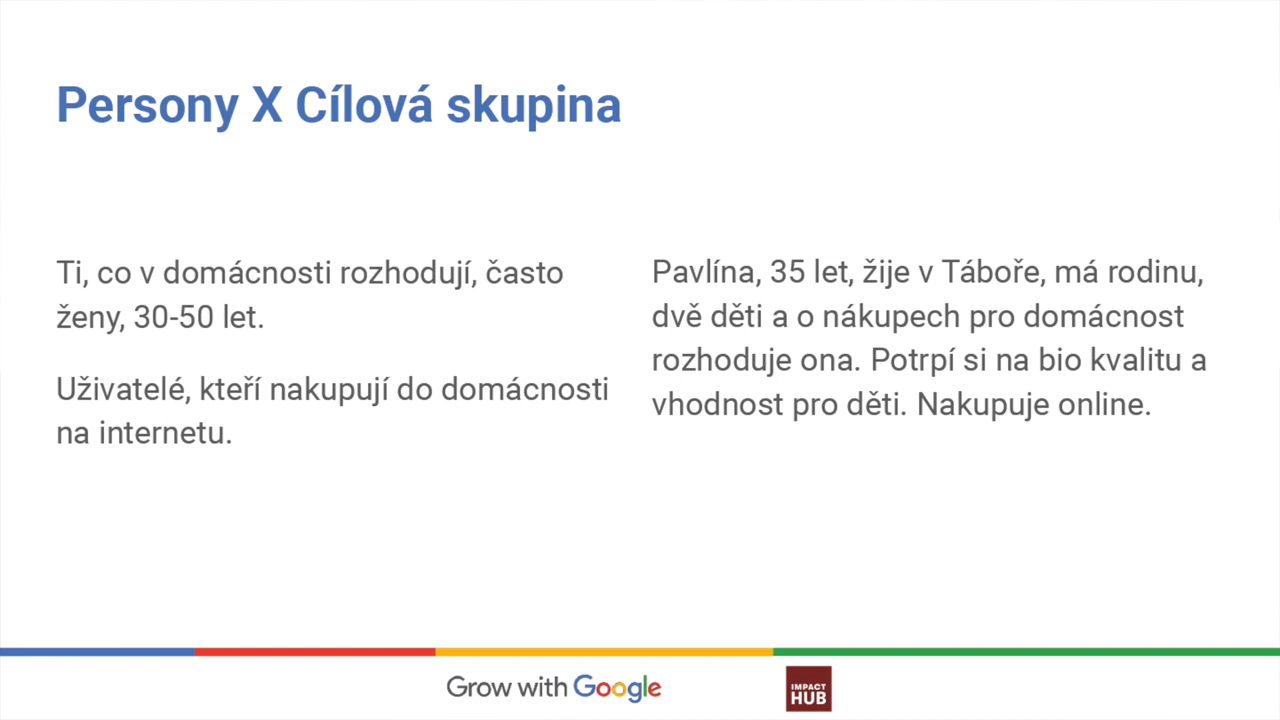 Persony X Cílová skupina
Ti, co v domácnosti rozhodují, často
ženy, 30-50 let.
Uživatelé, kteří nakupují do domácnosti
na internetu.
Pavlína, 35 let, žije v Táboře, má rodinu,
dvě děti a o nákupech pro domácnost
rozhoduje ona. Potrpí si na bio kvalitu a
vhodnost pro děti. Nakupuje online.
Grow with Google
IMPACT
HUB